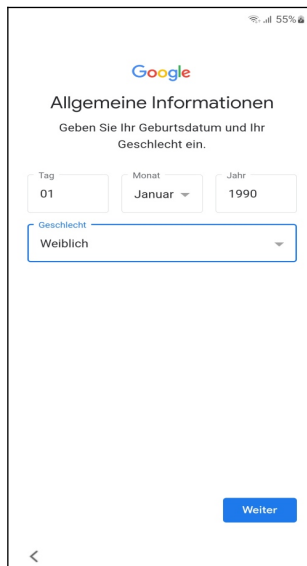 55%
Google
Allgemeine Informationen
Geben Sie Ihr Geburtsdatum und Ihr
Geschlecht ein.
Tag Monat Jahr
01 Januar 1990
Geschlecht
Weiblich
Weiter